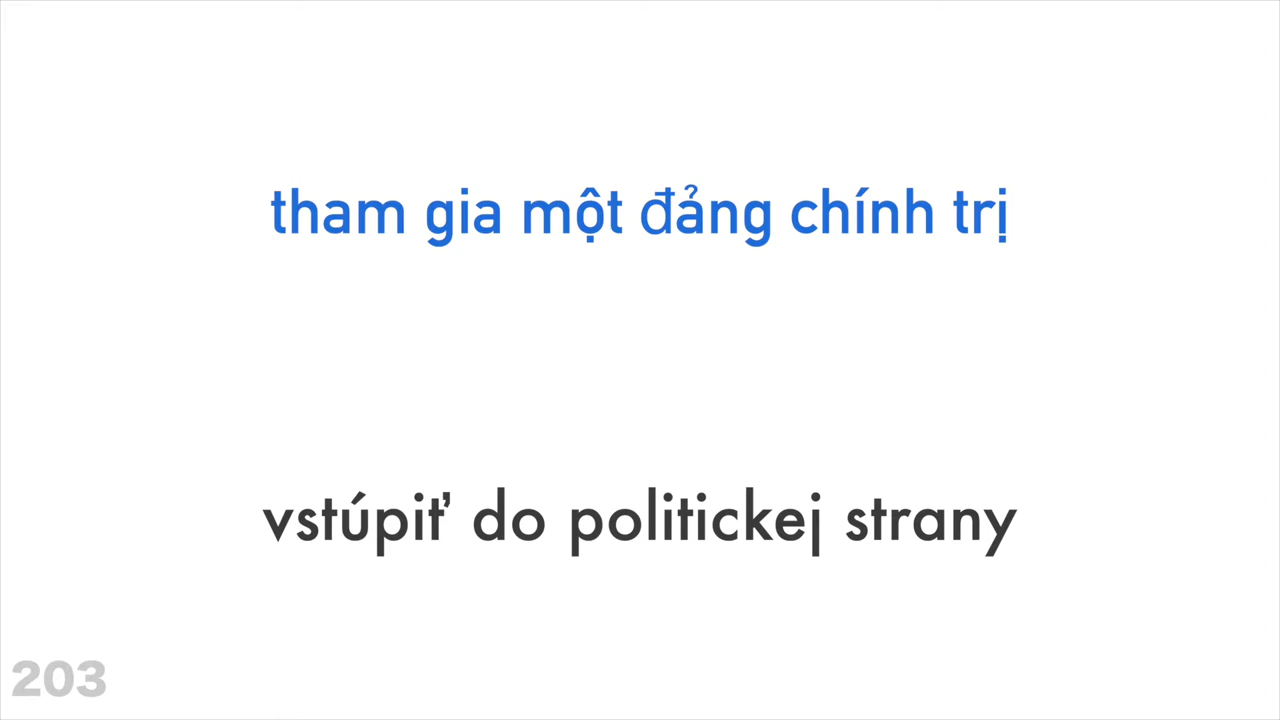 tham gia một đảng chính trị
vstúpiť do politickej strany
203